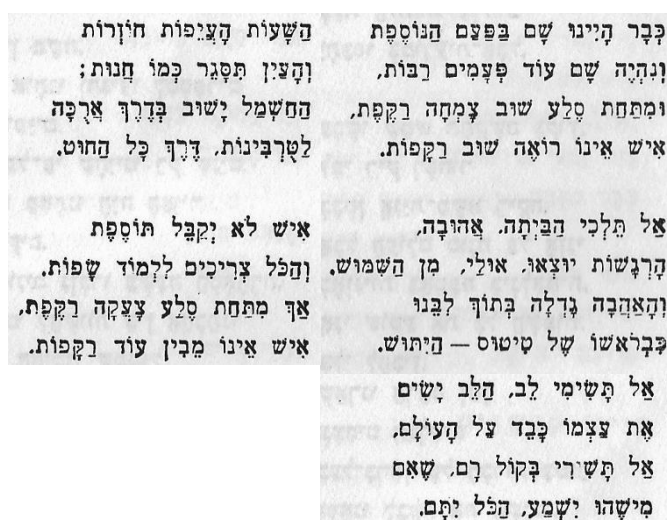 כְּבָר הָיִינוּ שָׁם בַּפַּעַם הַנּוֹסֶפֶת
וְנִהְיֶה שָׁם עוֹד פְּעָמִים רַבּוֹת,
וּמִתַּחַת סֶלַע שׁוּב צָמְחָה רַקֶּפֶת,
אִישׁ אֵינוֹ רוֹאֶה שׁוּב רַקָּפוֹת.
אַל תֵּלְכִי הַבַּיְתָה, אֲהוּבָה,
הָרְגָשׁוֹת יוּצְאוּ, אוּלַי, מִן הַשִּׁמּוּשׁ.
וְהָאַהֲבָה גָדְלָה בְּתוֹךְ לִבֵּנוּ
כִּבְרֹאשׁוֹ שֶׁל טִיטוּס — הַיִּתּוּשׁ.
אַל תָּשִׂימִי לֵב, הַלֵּב יָשִׂים
אֶת עַצְמוֹ כָּבֵד עַל הָעוֹלָם,
אַל תָּשִׁירִי בְּקוֹל רָם, שֶׁאִם
מִישֶׁהוּ יִשְׁמַע, הַכֹּל יִתַּם.
הַשָּׁעוֹת הָעֲיֵפוֹת חוֹזְרוֹת
וְהָעַיִן תִּסָּגֵר כְּמוֹ חֲנוּת;
הַחַשְׁמַל יָשׁוּב בְּדֶרֶךְ אֲרֻכָּה
לַטֻּרְבִּינוֹת, דֶּרֶךְ כָּל הַחוּט.
אִישׁ לֹא יְקַבֵּל תּוֹסֶפֶת
וְהַכֹּל צְרִיכִים לִלְמוֹד שָׂפוֹת.
אַךְ מִתַּחַת סֶלַע צָעֲקָה רַקֶּפֶת,
אִישׁ אֵינוֹ מֵבִין עוֹד רַקָּפוֹת.